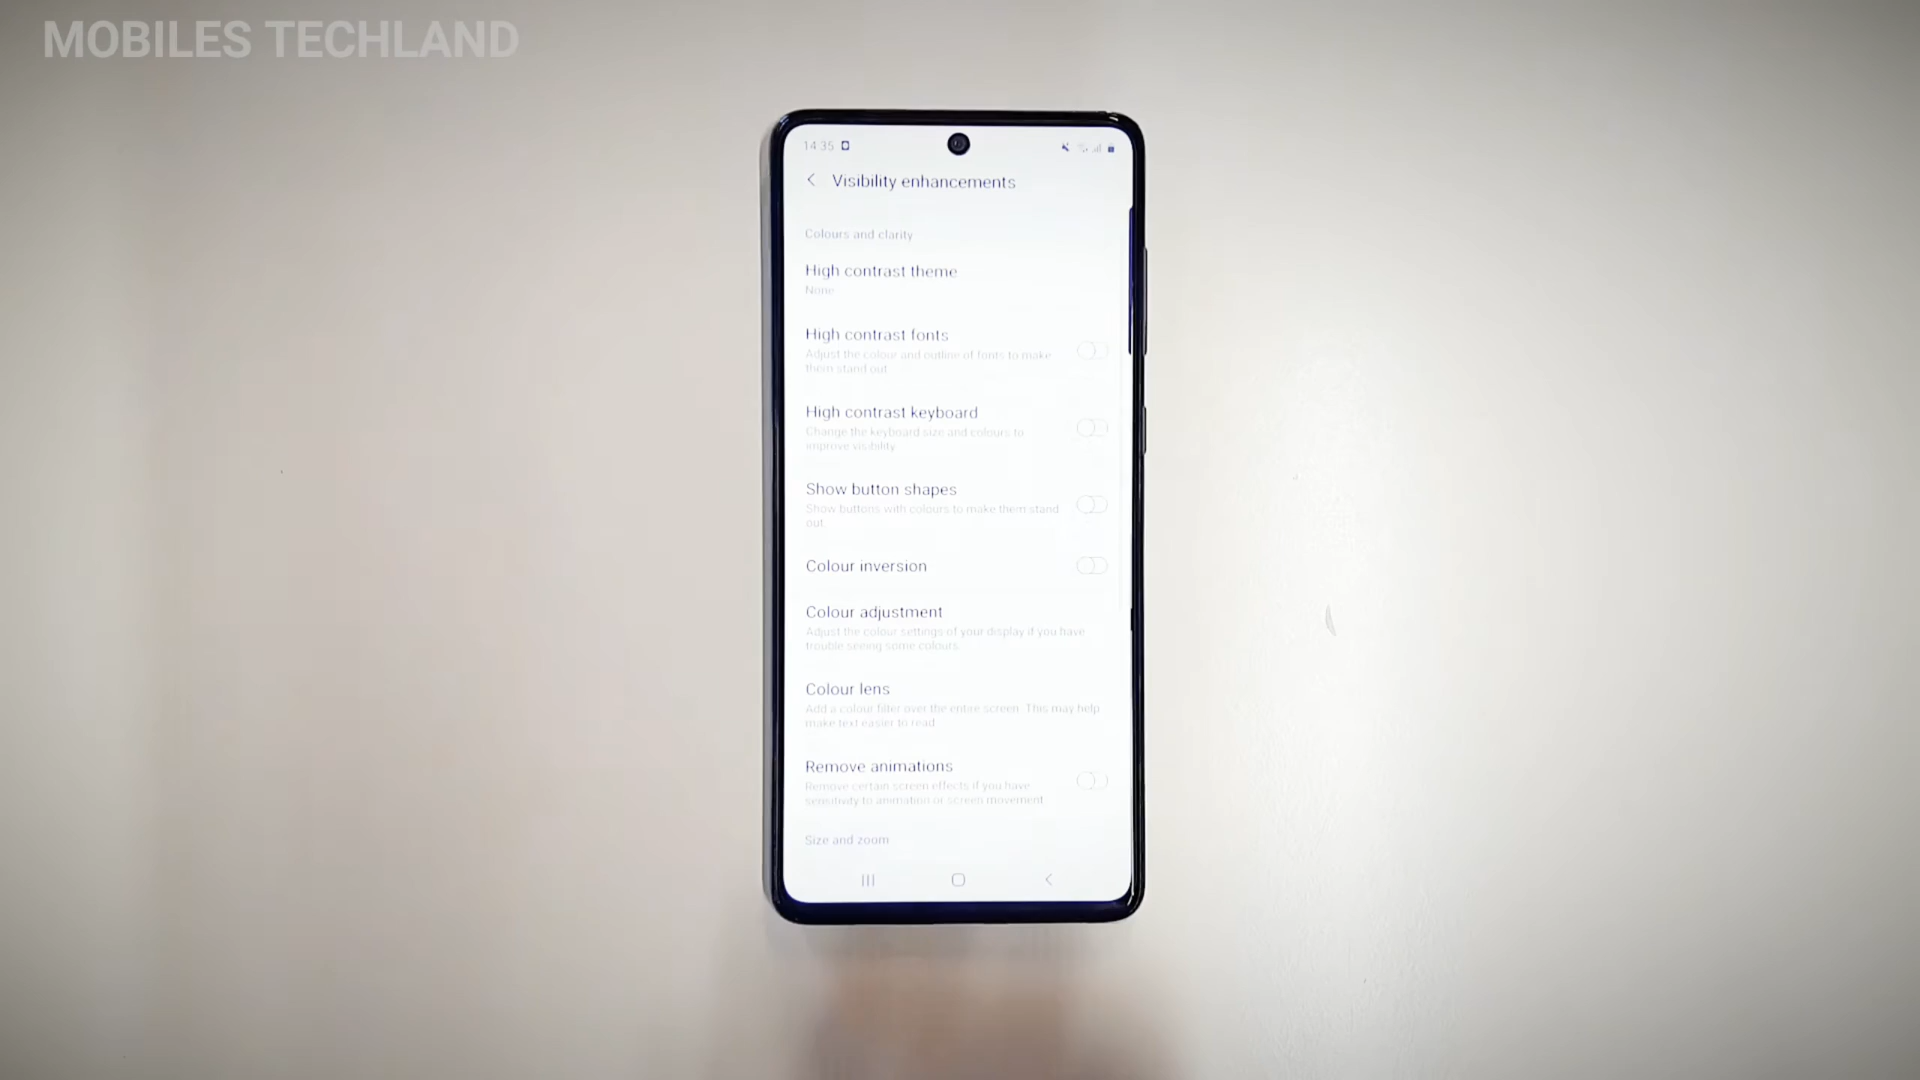 MOBILES TECHLAND
14:35
Visibility enhancements
Colours and clarity
High contrast theme
None
High contrast fonts
Adjust the colour and outline of fonts to make
them stand out.
High contrast keyboard
Change the keyboard size and colours to
improve visibility.
Show button shapes
Show buttons with colours to make them stand
out.
Colour inversion
Colour adjustment
Adjust the colour settings of your display if you have
trouble seeing some colours.
Colour lens
Add a colour filter over the entire screen. This may help
make text easier to read.
Remove animations
Remove certain screen effects if you have
sensitivity to animation or screen movement.
Size and zoom